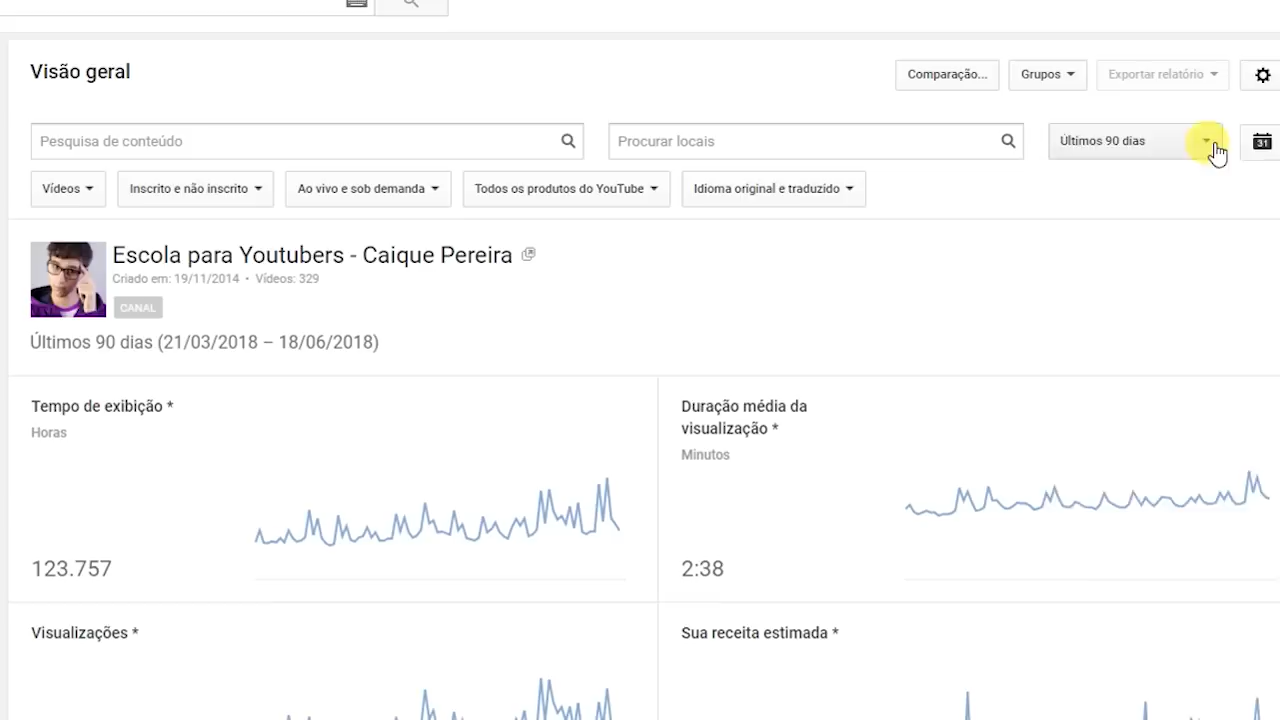 Visão geral
Comparação...
Grupos
Exportar relatório
Pesquisa de conteúdo
Procurar locais
Últimos 90 dias
31
Vídeos
Inscrito e não inscrito
Ao vivo e sob demanda
Todos os produtos do YouTube
Idioma original e traduzido
Escola para Youtubers - Caique Pereira
Criado em: 19/11/2014 • Vídeos: 329
CANAL
Últimos 90 dias (21/03/2018 – 18/06/2018)
Tempo de exibição *
Horas
123.757
Duração média da
visualização *
Minutos
2:38
Visualizações *
Sua receita estimada *